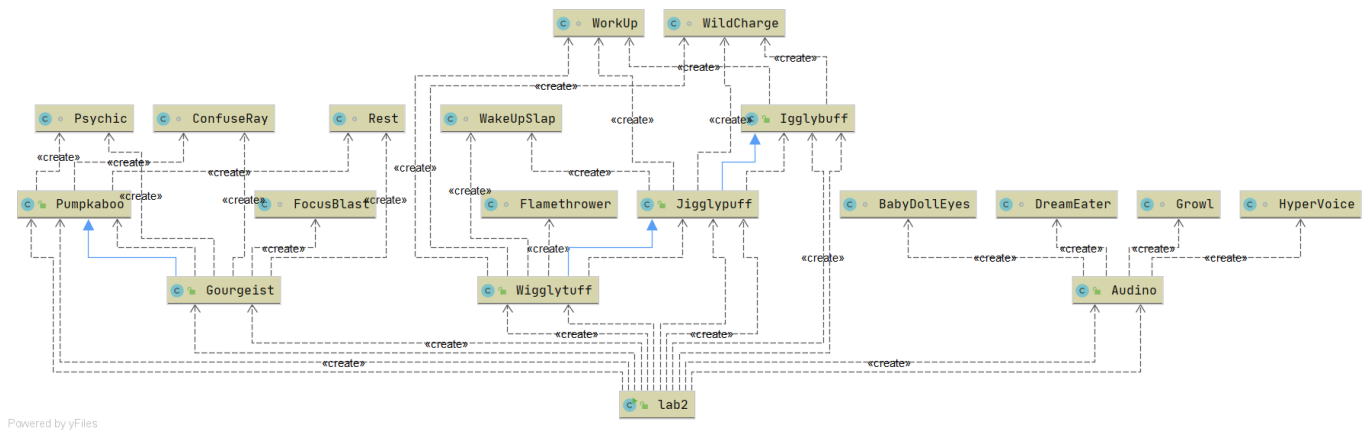 WorkUp
WildCharge
«create»
«create»
«create»
Psychic
ConfuseRay
Rest
WakeUpSlap
Igglybuff
«create»
«create»
«create»
«create»
«create»
«create»
Pumpkaboo
FocusBlast
Flamethrower
Jigglypuff
BabyDollEyes
DreamEater
Growl
HyperVoice
«create»
«create»
«create»
«create»
«create»
«create»
«create»
«create»
«create»
«create»
Gourgeist
Wigglytuff
Audino
«create»
«create»
«create»
«create»
«create»
lab2
Powered by yFiles